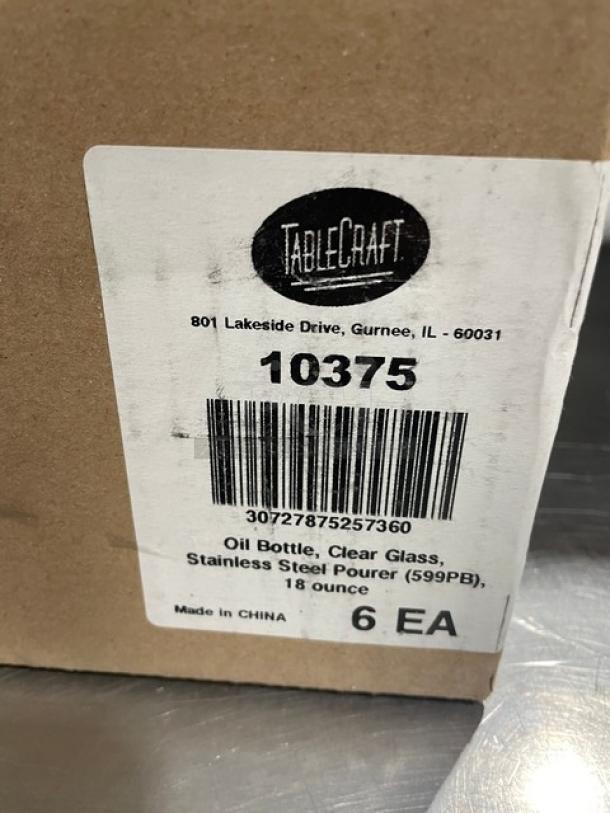 TABLECRAFT
801 Lakeside Drive, Gurnee, IL - 60031
10375
30727875257360
Oil Bottle, Clear Glass,
Stainless Steel Pourer (599PB),
18 ounce
Made in CHINA 6 EA